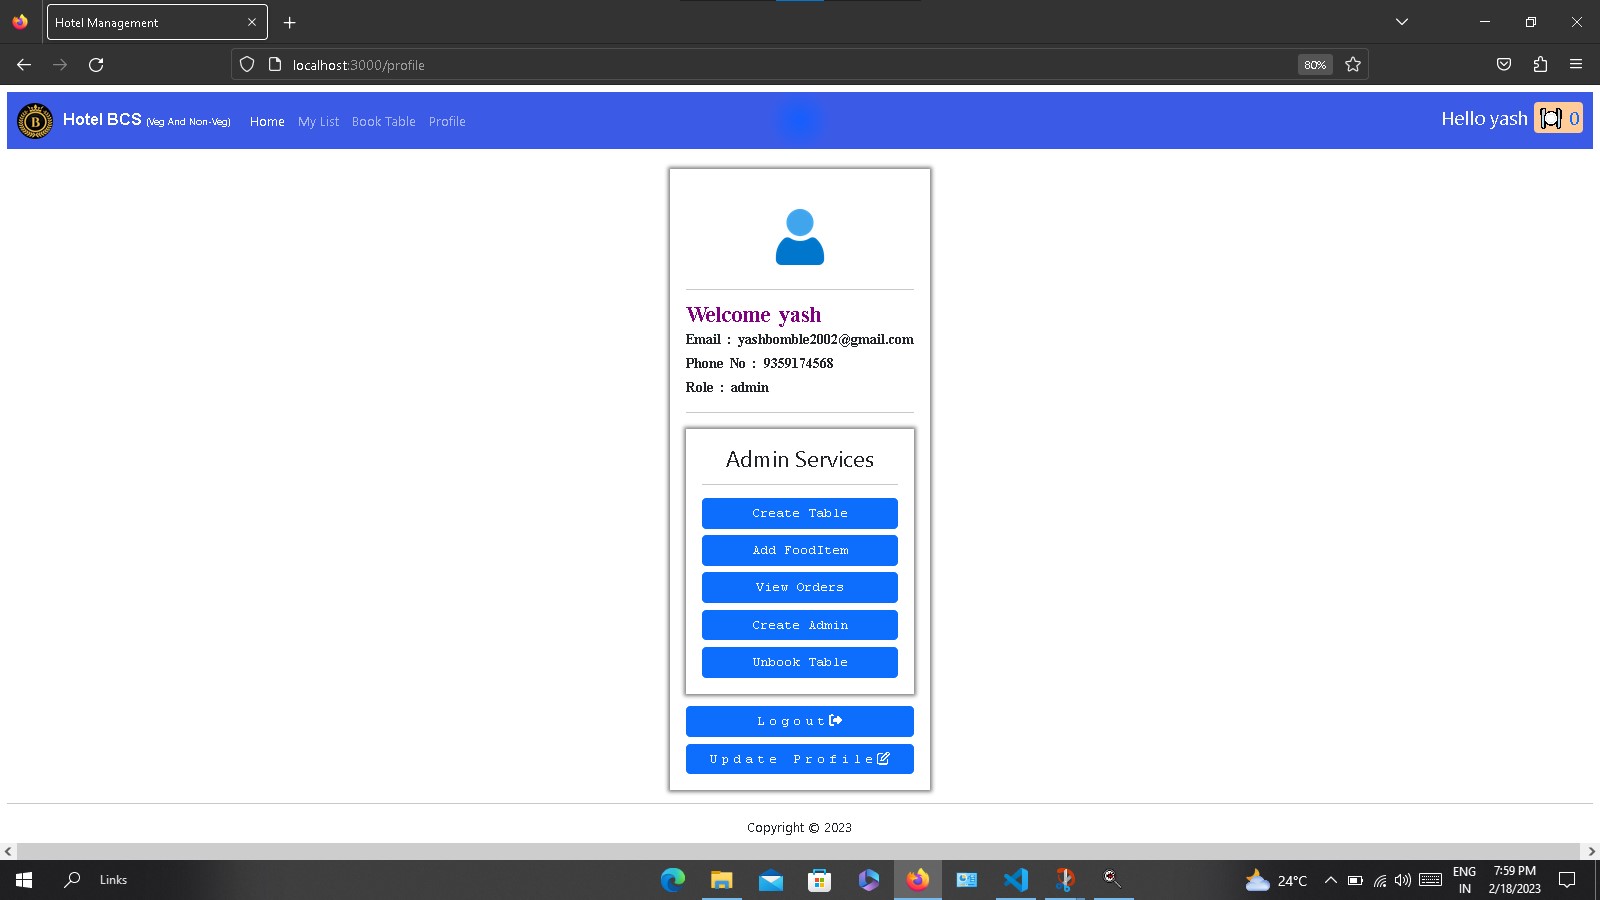 Hotel Management
localhost:3000/profile
80%
Hotel BCS (Veg And Non-Veg) Home My List Book Table Profile
Hello yash 0
Welcome yash
Email : yashbomble2002@gmail.com
Phone No : 9359174568
Role : admin
Admin Services
Create Table
Add FoodItem
View Orders
Create Admin
Unbook Table
Logout
Update Profile
Copyright © 2023
Links
24°C
ENG
IN
7:59 PM
2/18/2023